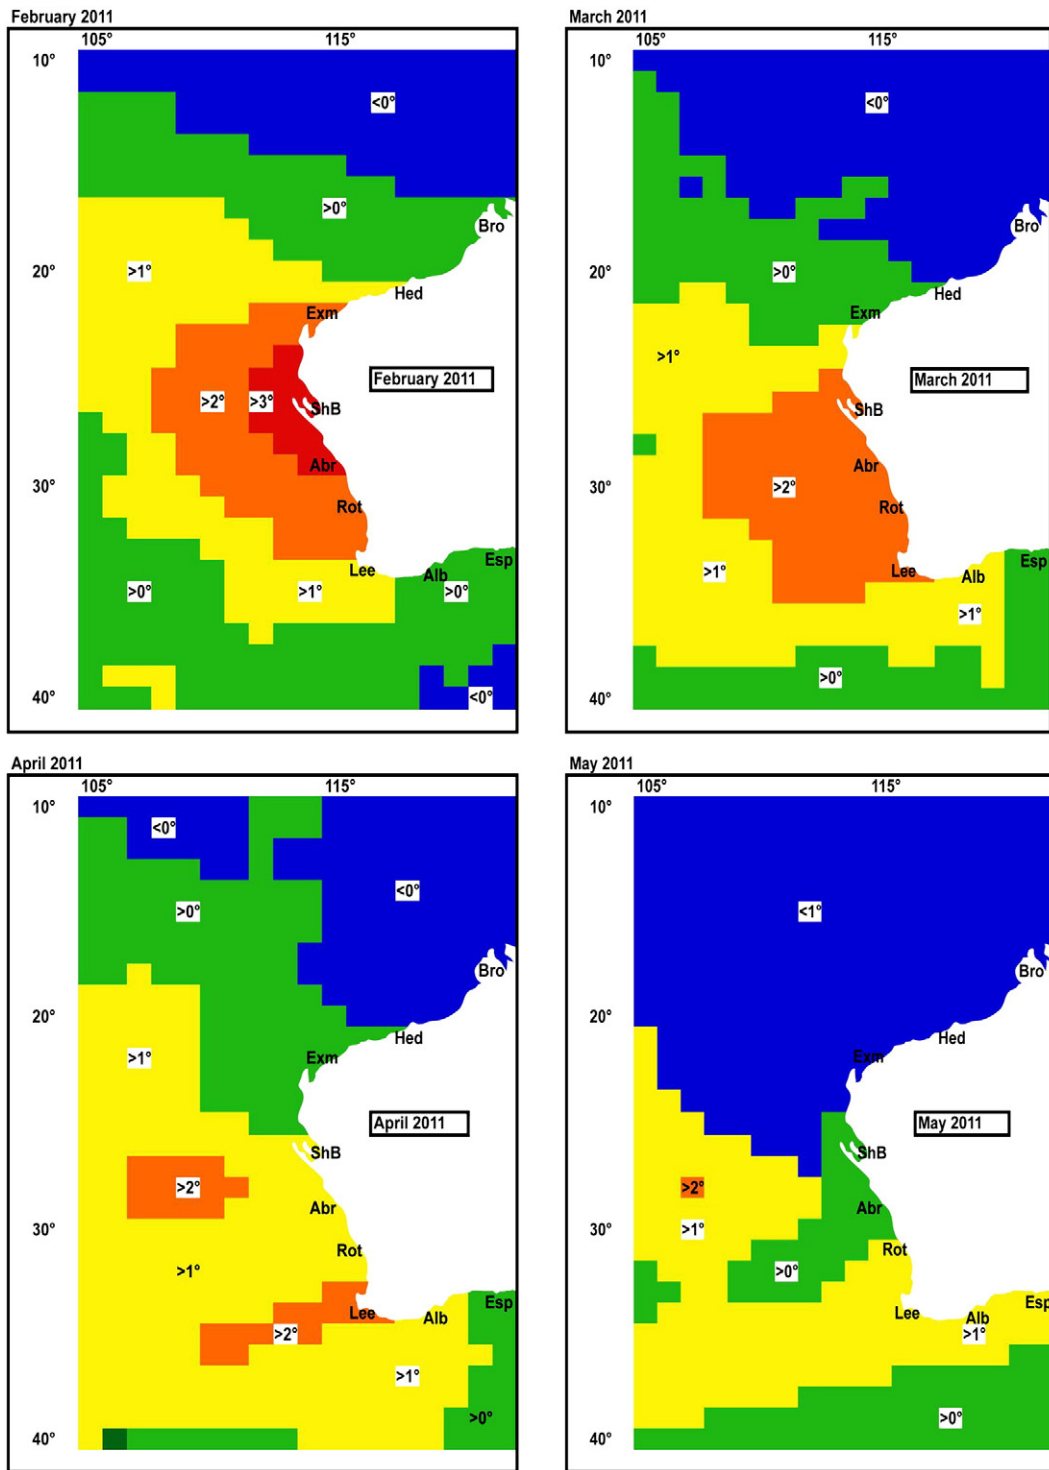 February 2011
105° 115°
10°
<0°
>0°
Bro
20°
>1°
Hed
Exm
February 2011
>2° >3° ShB
Abr
30°
Rot
Lee Alb Esp
>0° >1° >0°
40°
<0°
March 2011
105° 115°
10°
<0°
Bro
20°
>0°
Hed
Exm
>1°
March 2011
ShB
Abr
30°
>2°
Rot
Esp
>1° Lee Alb
>1°
>0°
40°
April 2011
105° 115°
10°
<0°
<0°
>0°
Bro
20°
Hed
>1° Exm
April 2011
ShB
>2°
Abr
30°
Rot
>1°
Esp
Lee Alb
>2°
>1°
>0°
40°
May 2011
105° 115°
10°
<1°
Bro
20°
Hed
Exm
May 2011
ShB
>2°
Abr
30° >1°
Rot
>0°
Esp
Lee Alb
>1°
>0°
40°